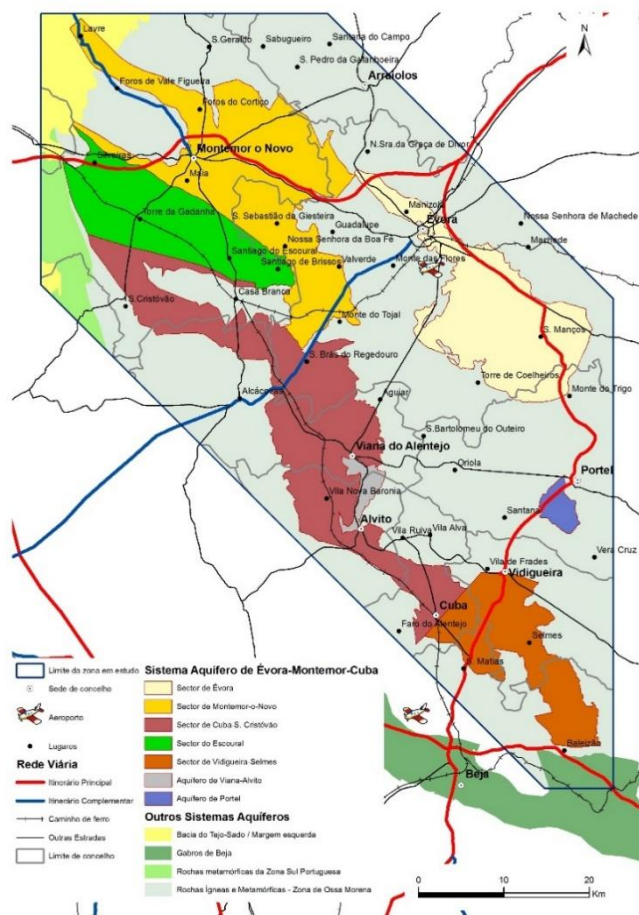 Lavre
S.Geraldo
Sabugueiro
Santana do Campo
S. Pedro da Gafanhoeira
Arraiolos
N
Foros de Vale Figueira
Foros do Cortiço
N.Sra.da Graça de Divor
Montemor o Novo
Silveiras
Maia
Manizola
Torre da Gadanha
S. Sebastião da Giesteira
Guadalupe
Évora
Nossa Senhora de Machede
Nossa Senhora da Boa Fé
Machede
Santiago do Escoural
Santiago de Brissos
Valverde
Monte das Flores
S.Cristóvão
Casa Branca
Monte do Tojal
S. Manços
S. Brás do Regedouro
Torre de Coelheiros
Monte do Trigo
Alcáçovas
Aguiar
S.Bartolomeu do Outeiro
Viana do Alentejo
Oriola
Portel
Vila Nova Baronia
Santana
Alvito
Vila Ruiva
Vila Alva
Vera Cruz
Vila de Frades
Vidigueira
Cuba
Faro do Alentejo
Selmes
S. Matias
Baleizão
Beja
Limite da zona em estudo
Sede de concelho
Aeroporto
Lugares
Rede Viária
Itinerário Principal
Itinerário Complementar
Caminho de ferro
Outras Estradas
Limite de concelho
Sistema Aquífero de Évora-Montemor-Cuba
Sector de Évora
Sector de Montemor-o-Novo
Sector de Cuba S. Cristóvão
Sector do Escoural
Sector de Vidigueira-Selmes
Aquífero de Viana-Alvito
Aquífero de Portel
Outros Sistemas Aquíferos
Bacia do Tejo-Sado / Margem esquerda
Gabros de Beja
Rochas metamórficas da Zona Sul Portuguesa
Rochas Ígneas e Metamórficas - Zona de Ossa Morena
0 10 20
Km